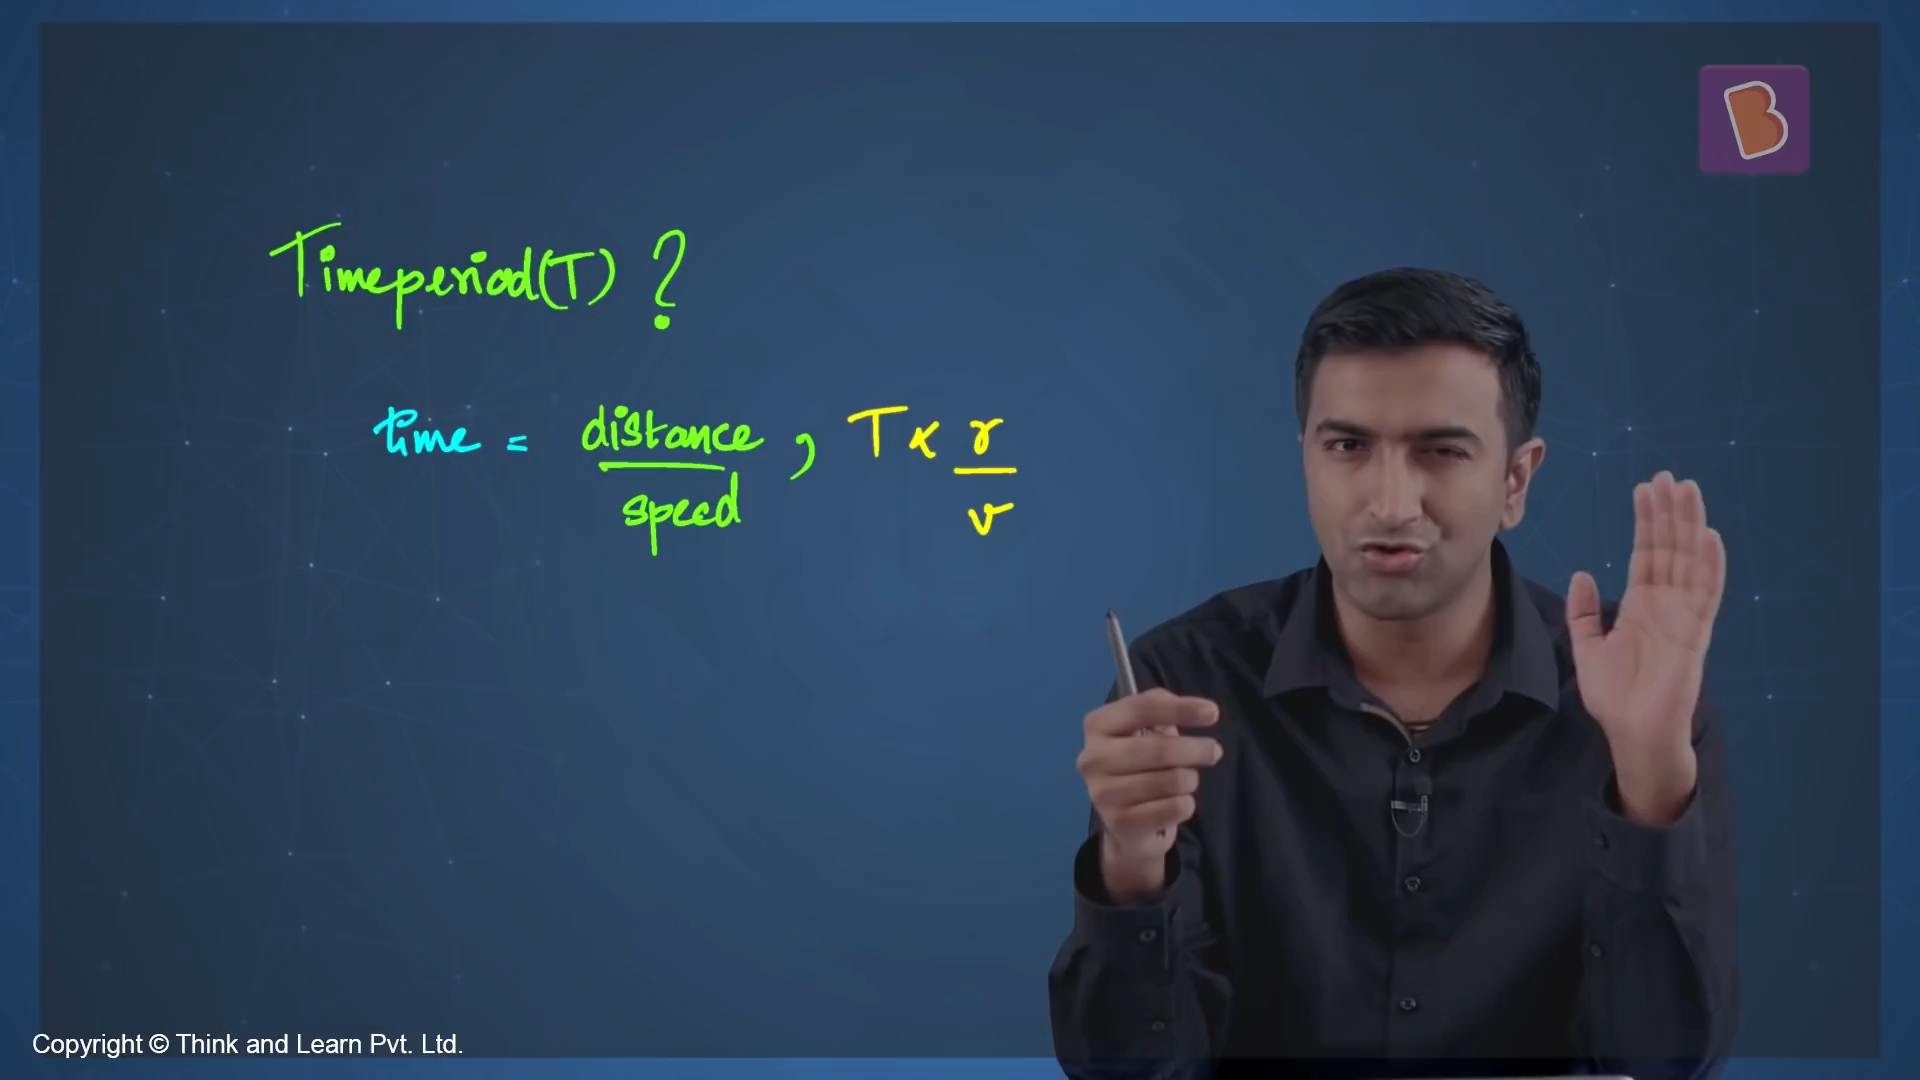 B
Timeperiod(T) ?
time = distance/speed , T ∝ r/v
Copyright © Think and Learn Pvt. Ltd.